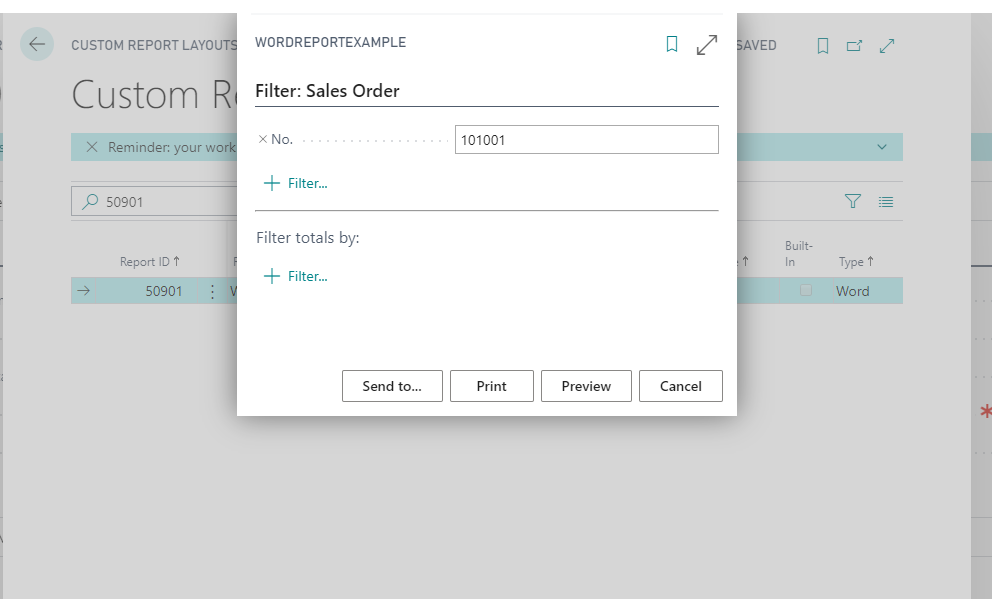 CUSTOM REPORT LAYOUTS
WORDREPORTEXAMPLE
SAVED
Custom Re
Filter: Sales Order
Reminder: your work
× No.
101001
+ Filter...
50901
Filter totals by:
+ Filter...
Built-
In
Report ID ↑
↑
Type ↑
50901
Word
Send to...
Print
Preview
Cancel